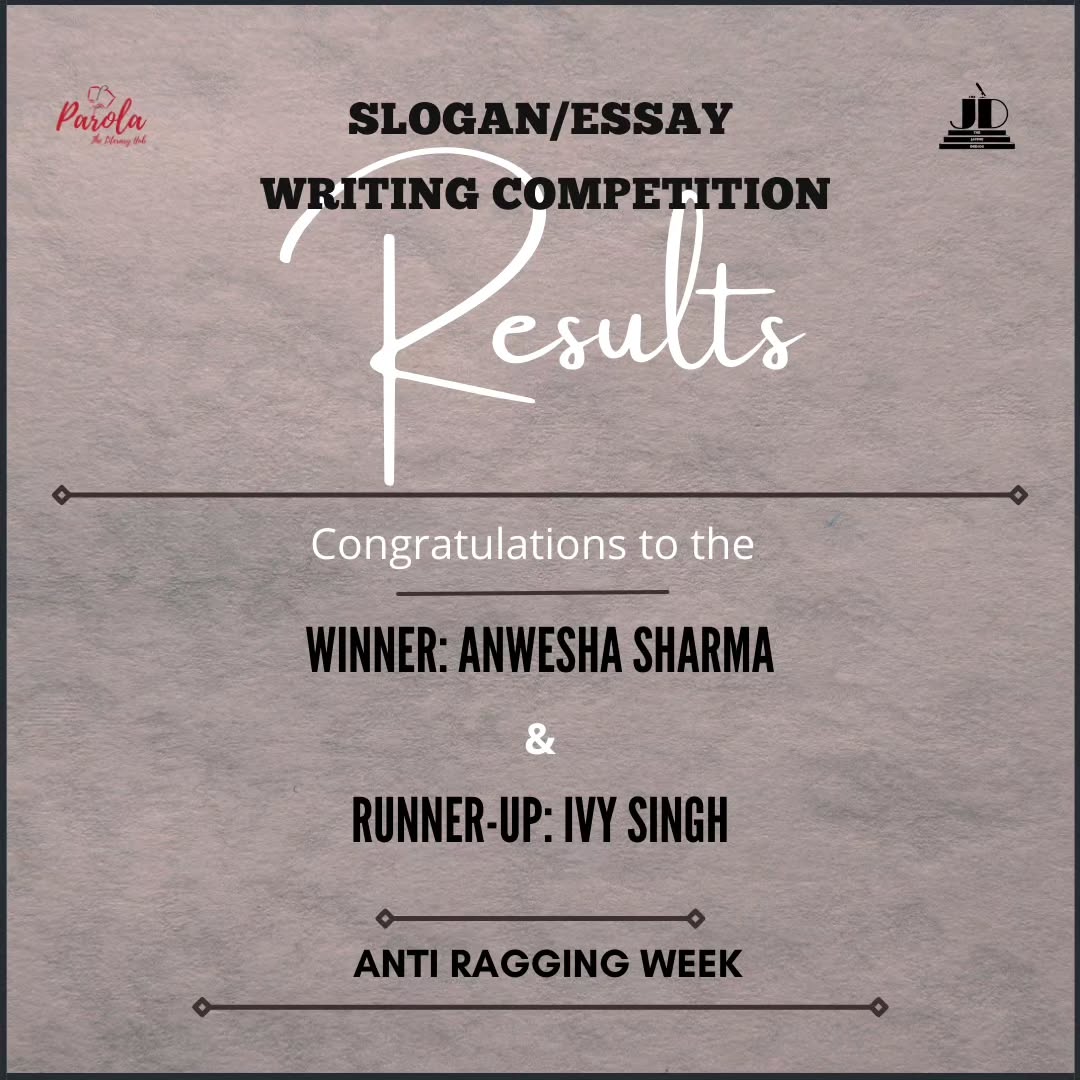 Parola
The Literary Hub
SLOGAN/ESSAY
JD
WRITING COMPETITION
Results
Congratulations to the
WINNER: ANWESHA SHARMA
&
RUNNER-UP: IVY SINGH
ANTI RAGGING WEEK